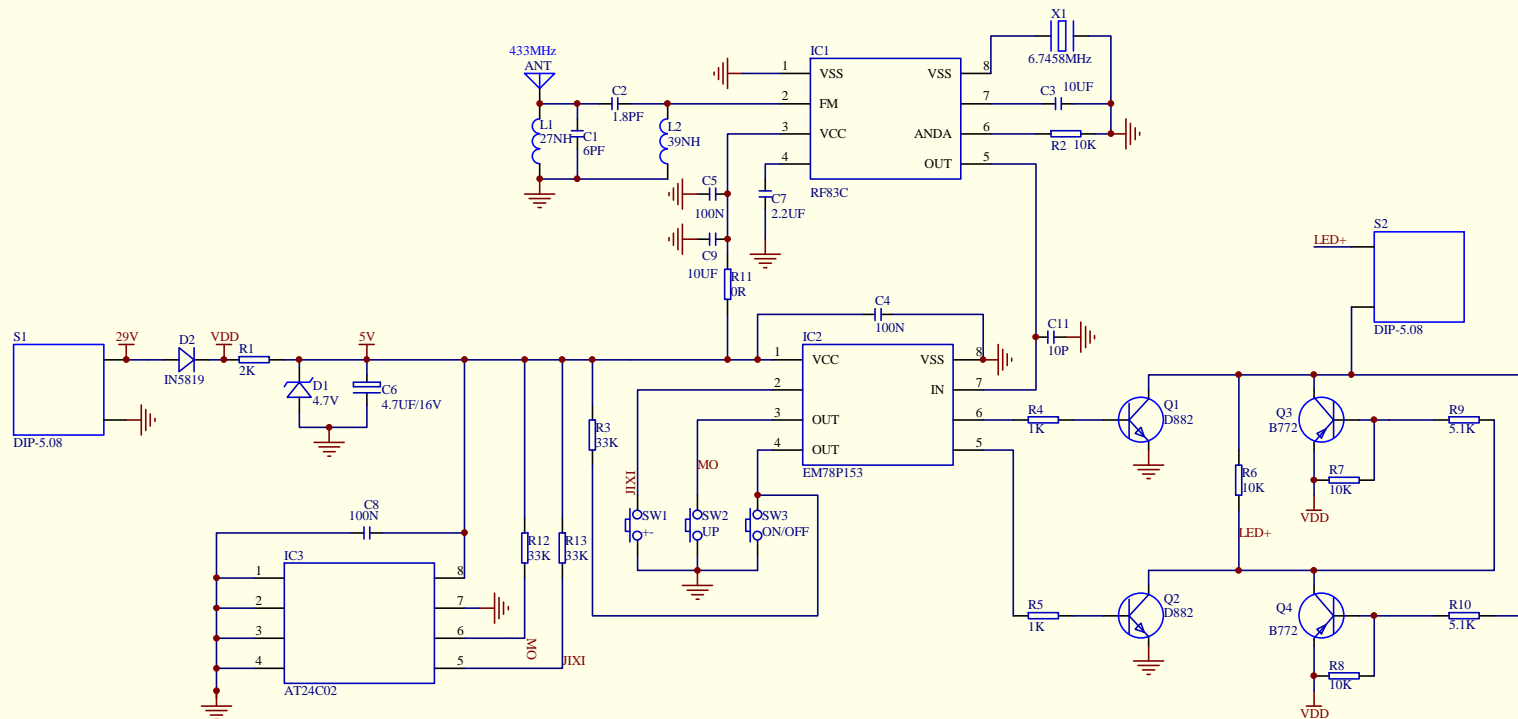 X1
6.7458MHz
433MHz
ANT
IC1
1 VSS VSS 8
2 FM 7
3 VCC ANDA 6
4 OUT 5
RF83C
C3 10UF
R2 10K
C2
1.8PF
L1
27NH
C1
6PF
L2
39NH
C5
100N
C7
2.2UF
C9
10UF
R11
0R
S2
LED+
DIP-5.08
S1
29V
DIP-5.08
D2
IN5819
VDD
R1
2K
5V
D1
4.7V
C6
4.7UF/16V
C4
100N
IC2
1 VCC VSS 8
2 IN 7
3 OUT 6
4 OUT 5
EM78P153
C11
10P
R3
33K
JIXI
MO
SW1
+-
SW2
UP
SW3
ON/OFF
R4
1K
Q1
D882
Q3
B772
R9
5.1K
R6
10K
R7
10K
VDD
LED+
C8
100N
IC3
1 8
2 7
3 6
4 5
AT24C02
R12
33K
R13
33K
MO
JIXI
R5
1K
Q2
D882
Q4
B772
R10
5.1K
R8
10K
VDD